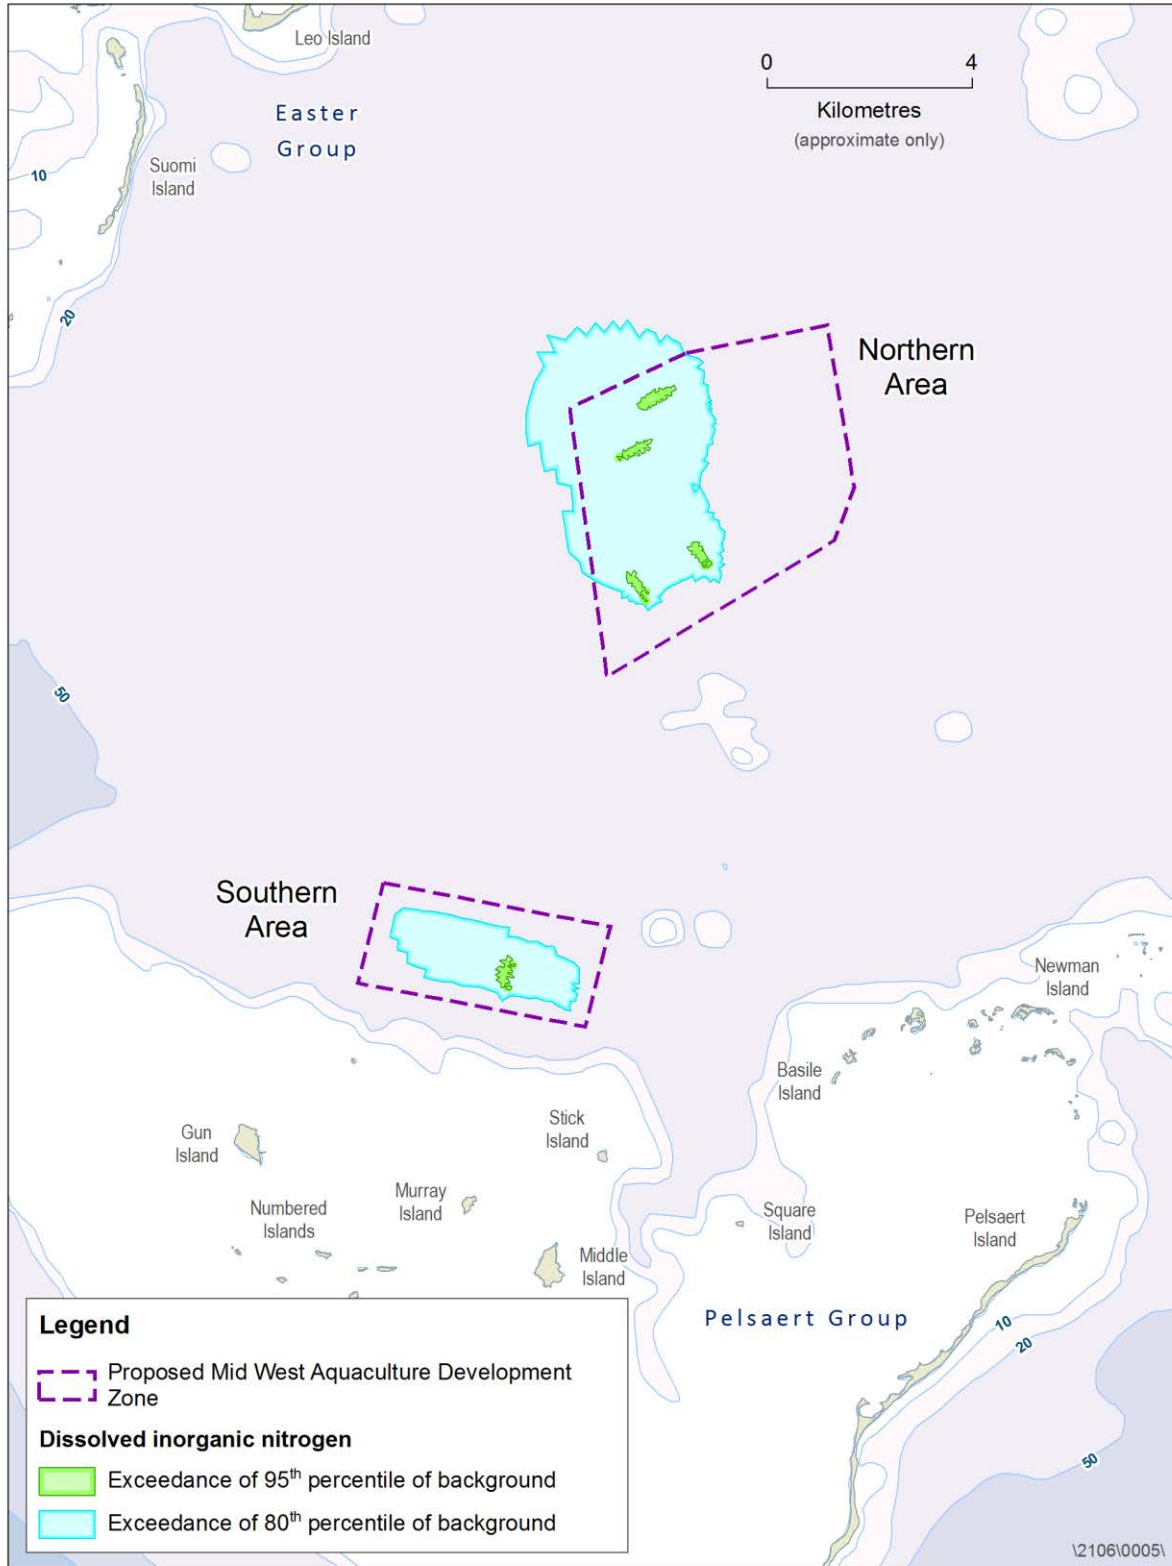 Leo Island
0 4
Kilometres
(approximate only)
Easter
Group
Suomi
Island
10
20
Northern
Area
50
Southern
Area
Newman
Island
Basile
Island
Gun
Island
Stick
Island
Murray
Island
Numbered
Islands
Square
Island
Pelsaert
Island
Middle
Island
Pelsaert Group
10
20
50
Legend
Proposed Mid West Aquaculture Development
Zone
Dissolved inorganic nitrogen
Exceedance of 95th percentile of background
Exceedance of 80th percentile of background
\2106\0005\